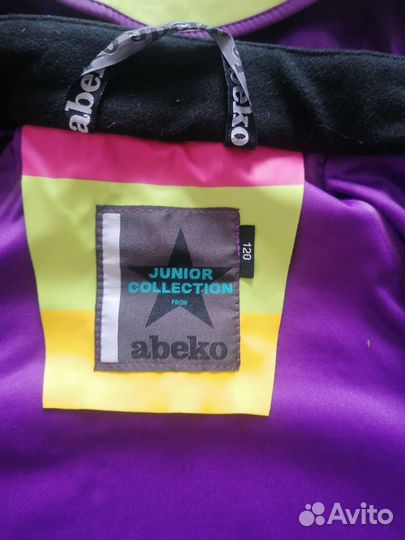 abeko
abeko
120
JUNIOR
COLLECTION
FROM
abeko
Avito